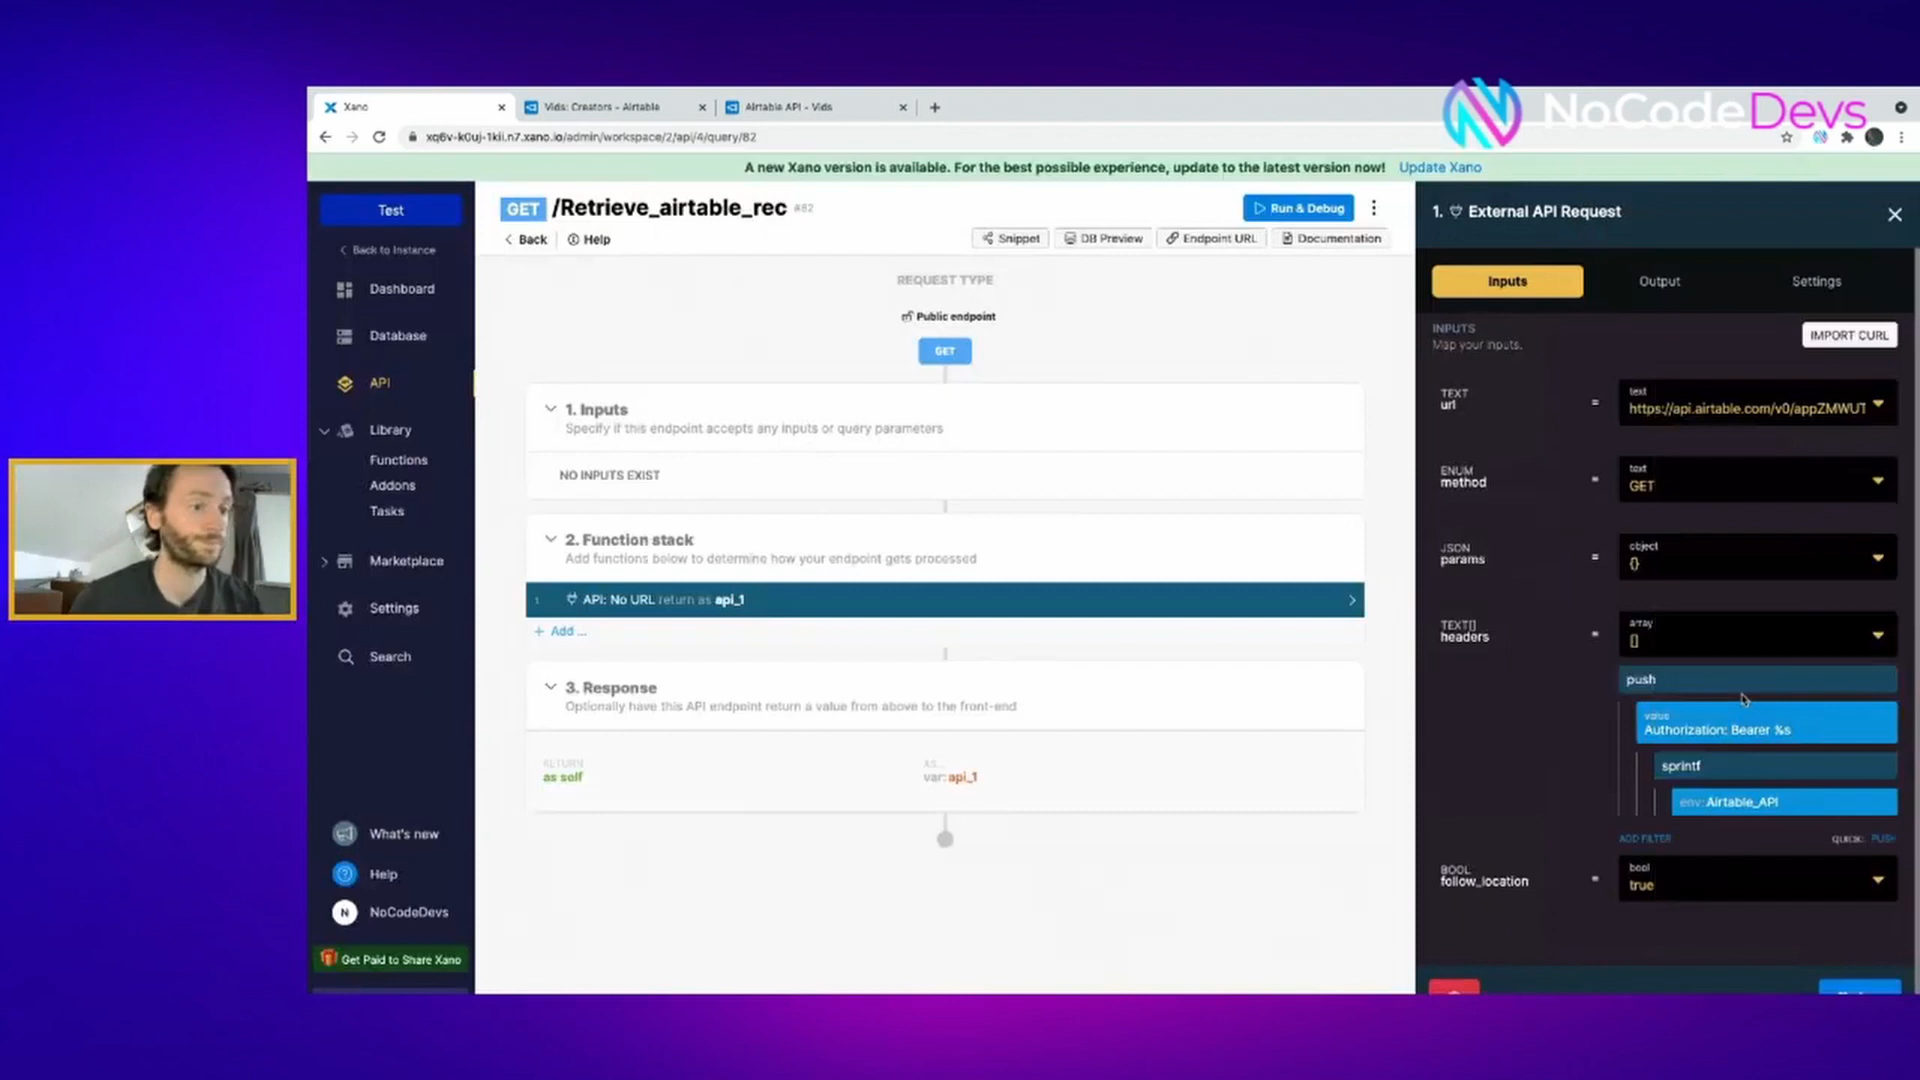 NoCodeDevs
Xano
Vids: Creators - Airtable
Airtable API - Vids
xq6v-k0uj-1kii.n7.xano.io/admin/workspace/2/api/4/query/82
A new Xano version is available. For the best possible experience, update to the latest version now! Update Xano
Test
Back to Instance
Dashboard
Database
API
Library
Functions
Addons
Tasks
Marketplace
Settings
Search
What's new
Help
N NoCodeDevs
Get Paid to Share Xano
GET /Retrieve_airtable_rec #82
Run & Debug
Back
Help
Snippet
DB Preview
Endpoint URL
Documentation
REQUEST TYPE
Public endpoint
GET
1. Inputs
Specify if this endpoint accepts any inputs or query parameters
NO INPUTS EXIST
2. Function stack
Add functions below to determine how your endpoint gets processed
1 API: No URL return as api_1
+ Add ...
3. Response
Optionally have this API endpoint return a value from above to the front-end
RETURN
as self
AS...
var: api_1
1. External API Request
Inputs
Output
Settings
INPUTS
Map your inputs.
IMPORT CURL
TEXT
url
=
text
https://api.airtable.com/v0/appZMWUT
ENUM
method
=
text
GET
JSON
params
=
object
{}
TEXT[]
headers
=
array
[]
push
value
Authorization: Bearer %s
sprintf
env: Airtable_API
ADD FILTER
QUICK: PUSH
BOOL
follow_location
=
bool
true